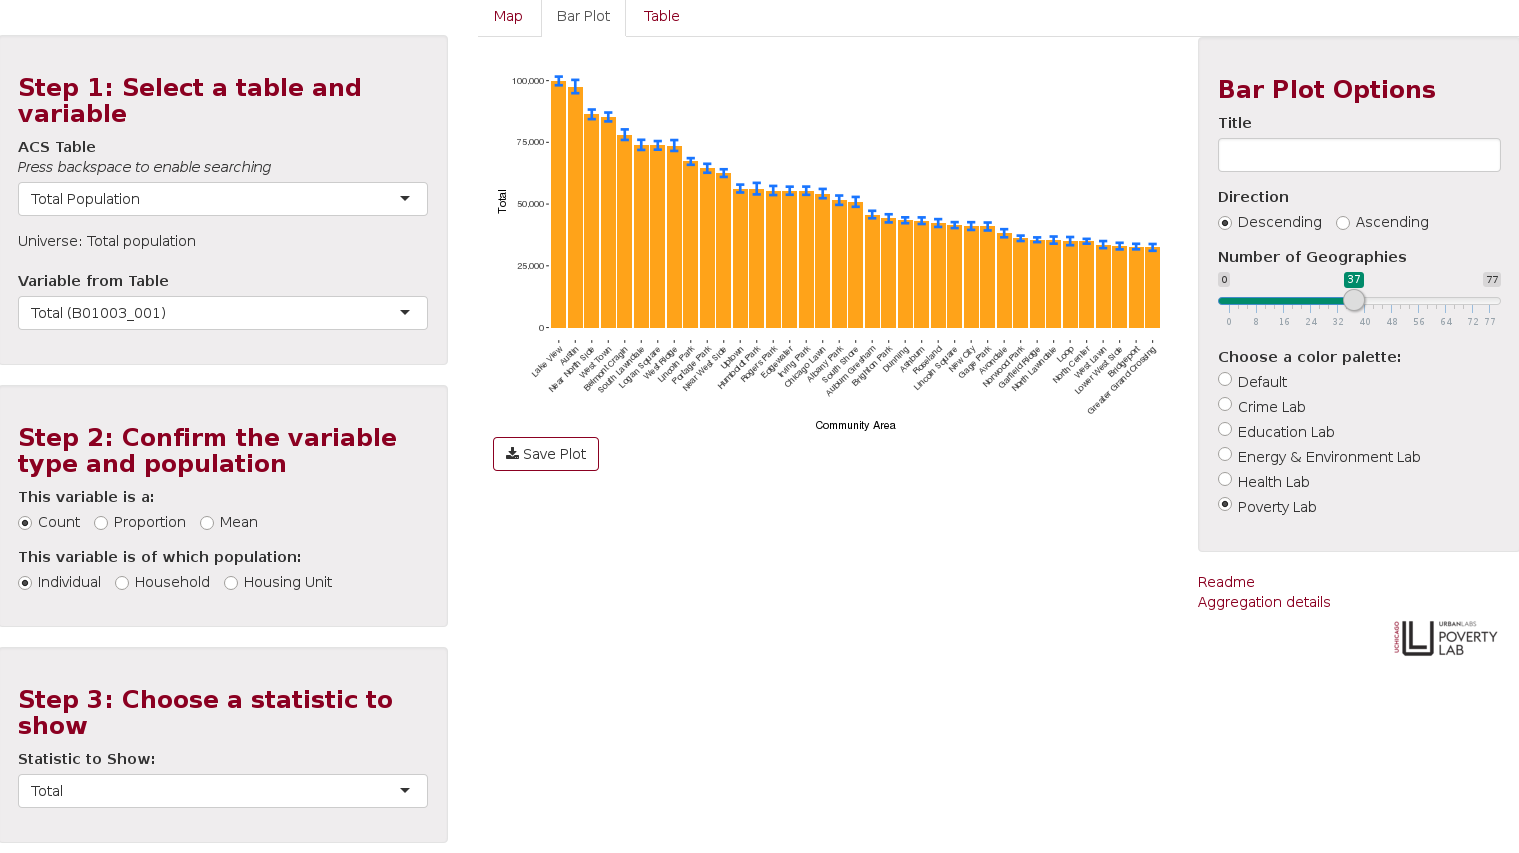 Map
Bar Plot
Table
Step 1: Select a table and
variable
ACS Table
Press backspace to enable searching
Total Population
Universe: Total population
Variable from Table
Total (B01003_001)
Step 2: Confirm the variable
type and population
This variable is a:
Count Proportion Mean
This variable is of which population:
Individual Household Housing Unit
Step 3: Choose a statistic to
show
Statistic to Show:
Total
100,000
75,000
50,000
25,000
0
Total
Lake View
Austin
Near North Side
West Town
Belmont Cragin
South Lawndale
Logan Square
West Ridge
Lincoln Park
Portage Park
Near West Side
Uptown
Humboldt Park
Rogers Park
Edgewater
Irving Park
Chicago Lawn
Albany Park
South Shore
Auburn Gresham
Brighton Park
Dunning
Ashburn
Roseland
Lincoln Square
New City
Gage Park
Avondale
Norwood Park
Garfield Ridge
North Lawndale
Loop
North Center
West Lawn
Lower West Side
Bridgeport
Greater Grand Crossing
Community Area
Save Plot
Bar Plot Options
Title
Direction
Descending Ascending
Number of Geographies
0 37 77
0 8 16 24 32 40 48 56 64 72 77
Choose a color palette:
Default
Crime Lab
Education Lab
Energy & Environment Lab
Health Lab
Poverty Lab
Readme
Aggregation details
UCHICAGO
URBANLABS
POVERTY
LAB